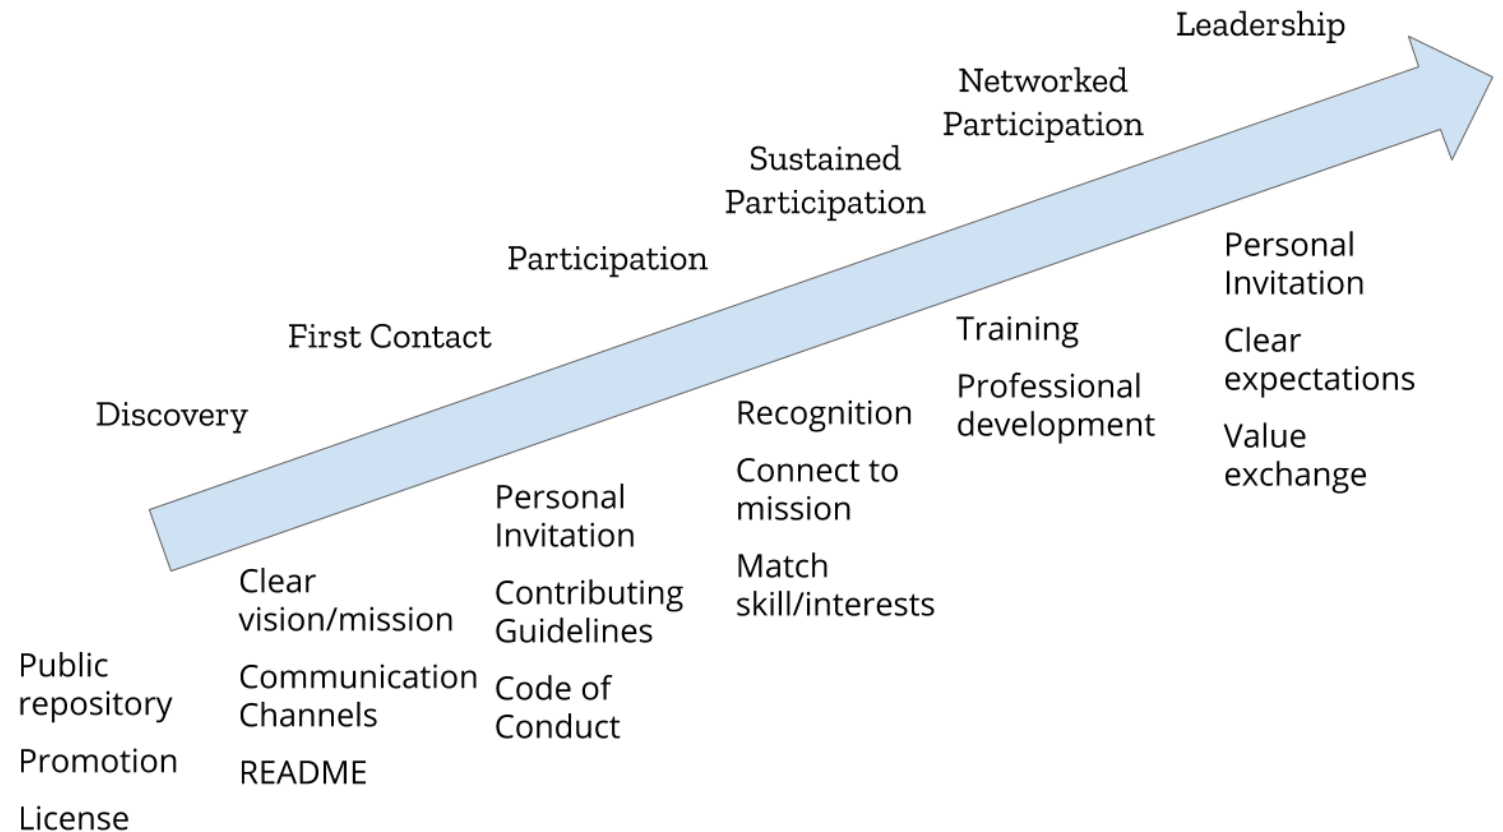 Leadership
Networked
Participation
Sustained
Participation
Participation
First Contact
Discovery
Public
repository
Promotion
License
Clear
vision/mission
Communication
Channels
README
Personal
Invitation
Contributing
Guidelines
Code of
Conduct
Recognition
Connect to
mission
Match
skill/interests
Training
Professional
development
Personal
Invitation
Clear
expectations
Value
exchange